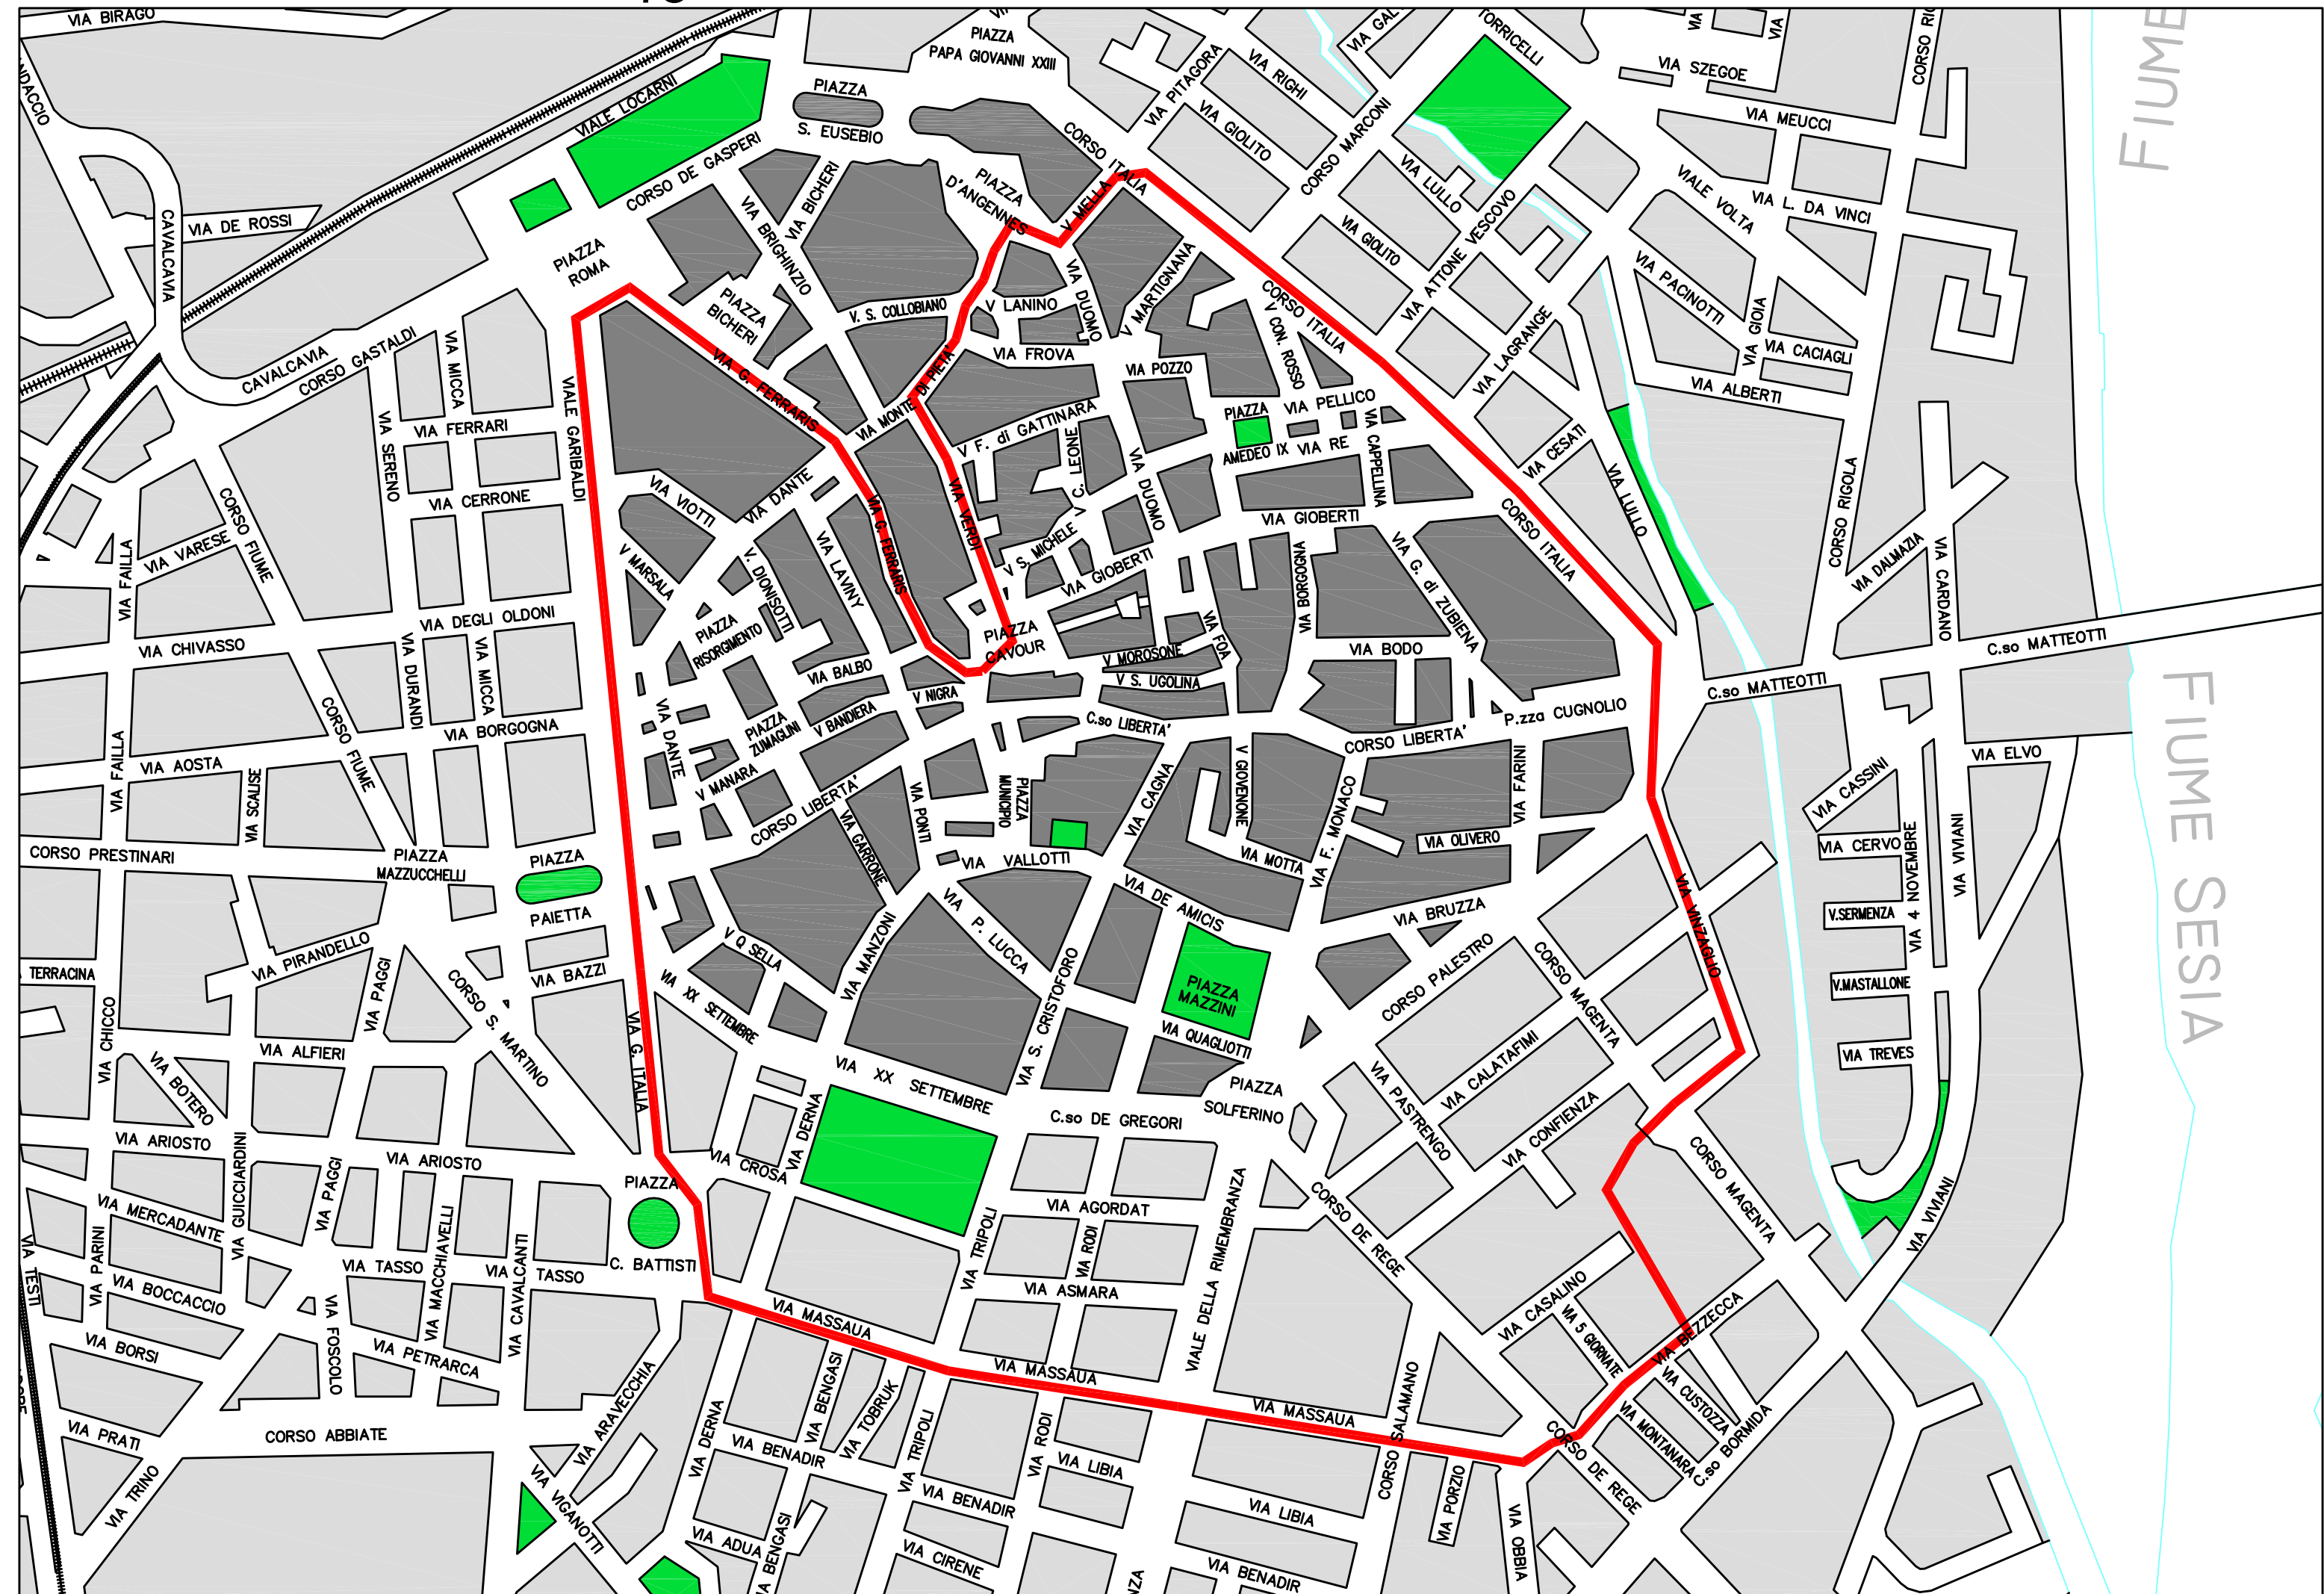 VIA BIRAGO
PIAZZA
PAPA GIOVANNI XXIII
VIA RIGHI
TORRICELLI
VIA SZEGOE
VIA
VIA
FIUME
VIALE LOCARNI
PIAZZA
S. EUSEBIO
VIA PITAGORA
VIA GIOLITO
CORSO MARCONI
VIA MEUCCI
CORSO DE GASPERI
CORSO ITALIA
VIA LULLO
VIALE VOLTA
VIA L. DA VINCI
CAVALCAVIA
VIA DE ROSSI
PIAZZA
ROMA
VIA BRIGHINZIO
VIA BICHERI
PIAZZA
D'ANGENNES
V. MELLA
VIA GIOLITO
VIA ATTONE VESCOVO
VIA PACINOTTI
VIA GIOIA
VIA CACIAGLI
VIA ALBERTI
PIAZZA
BICHERI
V. S. COLLOBIANO
V LANINO
VIA DUOMO
V MARTIGNANA
V CON. ROSSO
CORSO ITALIA
VIA LAGRANGE
CAVALCAVIA
CORSO GASTALDI
VIA MICCA
VIA G. FERRARIS
VIA MONTE DI PIETA'
VIA FROVA
VIA POZZO
PIAZZA
AMEDEO IX
VIA PELLICO
VIA RE
VIA CAPPELLINA
VIA CESATI
VIA LULLO
CORSO RIGOLA
VIA SERENO
VIA FERRARI
VIALE GARIBALDI
VIA CERRONE
VIA VIOTTI
VIA DANTE
V F. di GATTINARA
V C. LEONE
VIA DUOMO
VIA GIOBERTI
CORSO ITALIA
VIA DALMAZIA
VIA CARDANO
CORSO FIUME
VIA VARESE
VIA FAILLA
V MARSALA
V. DIONISOTTI
VIA LAVINY
VIA G. FERRARIS
VIA VERDI
V S. MICHELE
VIA GIOBERTI
VIA FOA
VIA BORGOGNA
VIA G. di ZUBIENA
VIA CHIVASSO
VIA DEGLI OLDONI
VIA DURANDI
VIA MICCA
PIAZZA
RISORGIMENTO
VIA BALBO
V NIGRA
PIAZZA
CAVOUR
V MOROSONE
V S. UGOLINA
VIA BODO
C.so MATTEOTTI
C.so MATTEOTTI
FIUME SESIA
VIA FAILLA
VIA AOSTA
CORSO FIUME
VIA BORGOGNA
VIA DANTE
PIAZZA
ZUMAGLINI
V BANDIERA
V MANARA
C.so LIBERTA'
CORSO LIBERTA'
CORSO LIBERTA'
P.zza CUGNOLIO
VIA SCALISE
VIA PONTI
PIAZZA
MUNICIPIO
VIA CAGNA
V GIOVENONE
VIA F. MONACO
VIA FARINI
VIA OLIVERO
VIA CASSINI
VIA ELVO
VIA CERVO
VIA 4 NOVEMBRE
VIA VIVIANI
CORSO PRESTINARI
PIAZZA
MAZZUCCHELLI
PIAZZA
PAIETTA
VIA GARRONE
VIA VALLOTTI
VIA MOTTA
VIA DE AMICIS
VIA BRUZZA
VIA VINZAGLIO
V.SERMENZA
V.MASTALLONE
VIA TREVES
TERRACINA
VIA PIRANDELLO
VIA BAZZI
V Q SELLA
VIA MANZONI
VIA P. LUCCA
PIAZZA
MAZZINI
CORSO PALESTRO
CORSO MAGENTA
VIA CHICCO
VIA PAGGI
CORSO S. MARTINO
VIA G. ITALIA
VIA XX SETTEMBRE
VIA S. CRISTOFORO
VIA QUAGLIOTTI
VIA CALATAFIMI
VIA ALFIERI
VIA BOTERO
VIA XX SETTEMBRE
PIAZZA
SOLFERINO
VIA PASTRENGO
VIA CONFIENZA
VIA ARIOSTO
VIA ARIOSTO
VIA GUICCIARDINI
VIA PAGGI
VIA CROSA
VIA DERNA
C.so DE GREGORI
CORSO MAGENTA
VIA VIVIANI
VIA MERCADANTE
VIA MACCHIAVELLI
PIAZZA
C. BATTISTI
VIA TRIPOLI
VIA AGORDAT
VIA RODI
VIALE DELLA RIMEMBRANZA
CORSO DE REGE
VIA TESTI
VIA PARINI
VIA BOCCACCIO
VIA TASSO
VIA TASSO
VIA CAVALCANTI
VIA ASMARA
VIA CASALINO
VIA 5 GIORNATE
VIA BEZZECCA
VIA BORSI
VIA FOSCOLO
VIA PETRARCA
VIA MASSAUA
VIA MASSAUA
VIA MASSAUA
VIA CUSTOZZA
VIA MONTANARA
C.so BORMIDA
VIA PRATI
CORSO ABBIATE
VIA ARAVECCHIA
VIA DERNA
VIA BENGASI
VIA TOBRUK
VIA TRIPOLI
VIA RODI
VIA LIBIA
CORSO SALAMANO
CORSO DE REGE
VIA TRINO
VIA VIGANOTTI
VIA BENADIR
VIA BENADIR
VIA LIBIA
VIA PORZIO
VIA OBBIA
VIA ADUA
BENGASI
VIA CIRENE
VIA BENADIR